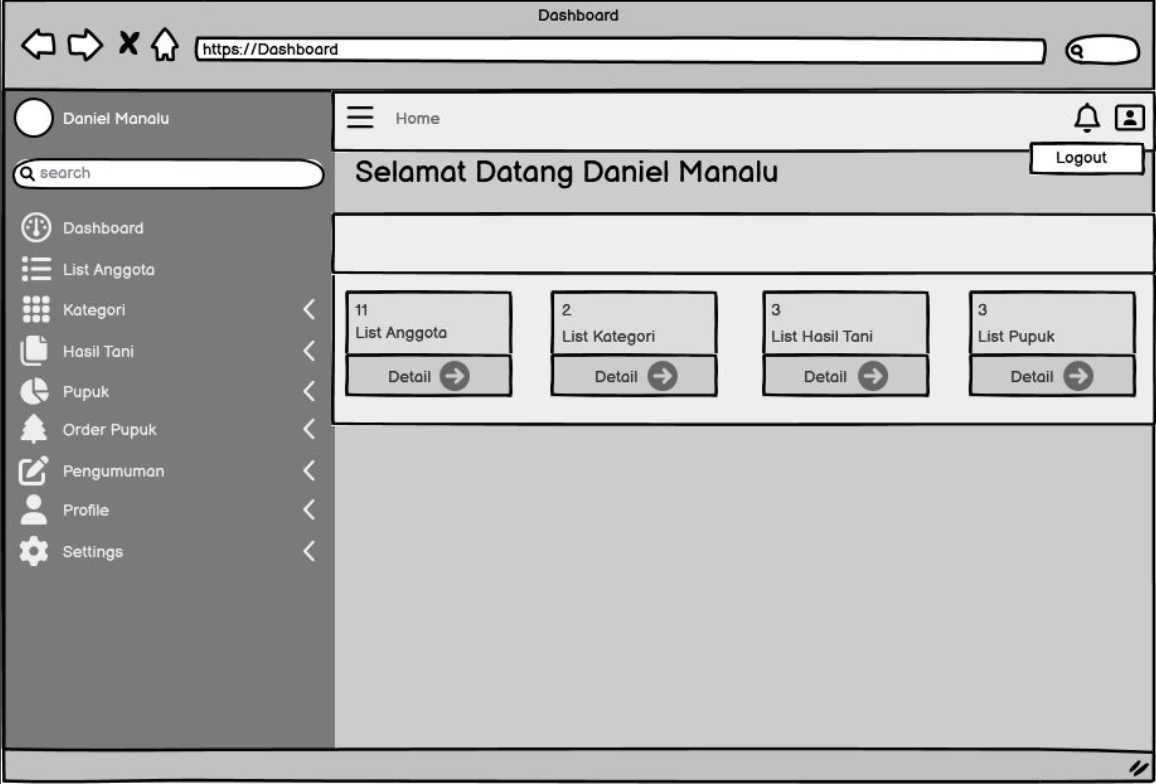 Dashboard
https://Dashboard
Daniel Manalu
search
Dashboard
List Anggota
Kategori
Hasil Tani
Pupuk
Order Pupuk
Pengumuman
Profile
Settings
Home
Logout
Selamat Datang Daniel Manalu
11
List Anggota
Detail
2
List Kategori
Detail
3
List Hasil Tani
Detail
3
List Pupuk
Detail